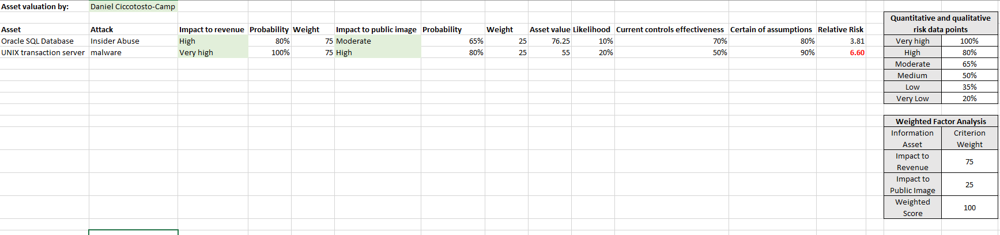 Asset valuation by: Daniel Ciccotosto-Camp
Asset Attack Impact to revenue Probability Weight Impact to public image Probability Weight Asset value Likelihood Current controls effectiveness Certain of assumptions Relative Risk
Oracle SQL Database Insider Abuse High 80% 75 Moderate 65% 25 76.25 10% 70% 80% 3.81
UNIX transaction server malware Very high 100% 75 High 80% 25 55 20% 50% 90% 6.60
Quantitative and qualitative
risk data points
Very high 100%
High 80%
Moderate 65%
Medium 50%
Low 35%
Very Low 20%
Weighted Factor Analysis
Information Criterion
Asset Weight
Impact to
Revenue
75
Impact to
Public Image
25
Weighted
Score
100